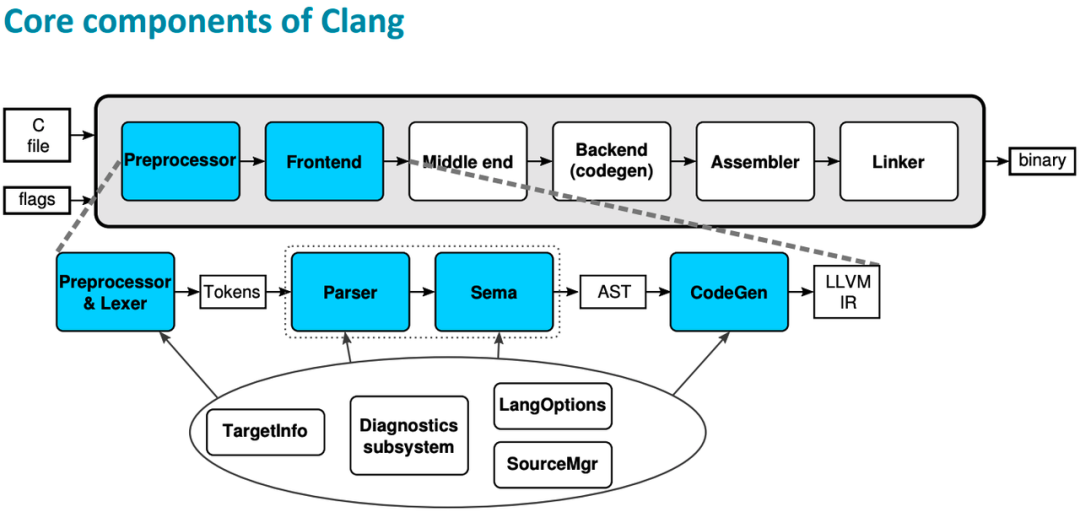 Core components of Clang
C
file
flags
Preprocessor
Frontend
Middle end
Backend
(codegen)
Assembler
Linker
binary
Preprocessor
& Lexer
Tokens
Parser
Sema
AST
CodeGen
LLVM
IR
TargetInfo
Diagnostics
subsystem
LangOptions
SourceMgr